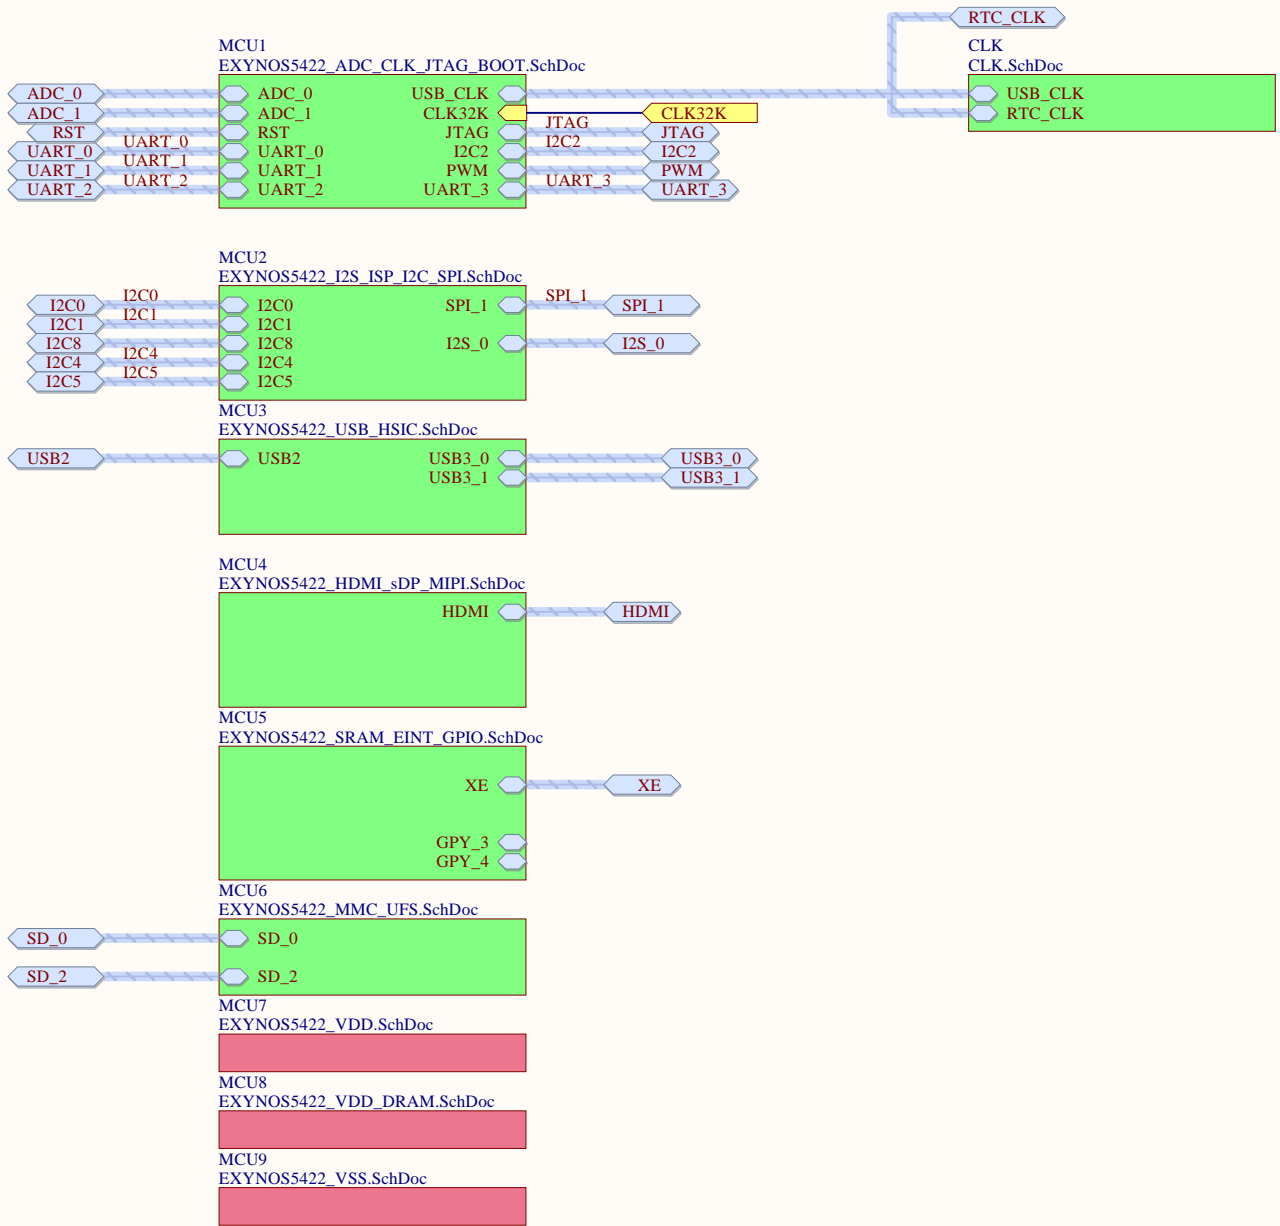 RTC_CLK
MCU1
EXYNOS5422_ADC_CLK_JTAG_BOOT.SchDoc
CLK
CLK.SchDoc
ADC_0 ADC_0 USB_CLK USB_CLK
ADC_1 ADC_1 CLK32K CLK32K RTC_CLK
RST RST JTAG JTAG JTAG
UART_0 UART_0 UART_0 I2C2 I2C2 I2C2
UART_1 UART_1 UART_1 PWM PWM
UART_2 UART_2 UART_2 UART_3 UART_3 UART_3
MCU2
EXYNOS5422_I2S_ISP_I2C_SPI.SchDoc
I2C0 I2C0 I2C0 SPI_1 SPI_1 SPI_1
I2C1 I2C1 I2C1
I2C8 I2C8 I2S_0 I2S_0
I2C4 I2C4 I2C4
I2C5 I2C5 I2C5
MCU3
EXYNOS5422_USB_HSIC.SchDoc
USB2 USB2 USB3_0 USB3_0
USB3_1 USB3_1
MCU4
EXYNOS5422_HDMI_sDP_MIPI.SchDoc
HDMI HDMI
MCU5
EXYNOS5422_SRAM_EINT_GPIO.SchDoc
XE XE
GPY_3
GPY_4
MCU6
EXYNOS5422_MMC_UFS.SchDoc
SD_0 SD_0
SD_2 SD_2
MCU7
EXYNOS5422_VDD.SchDoc
MCU8
EXYNOS5422_VDD_DRAM.SchDoc
MCU9
EXYNOS5422_VSS.SchDoc